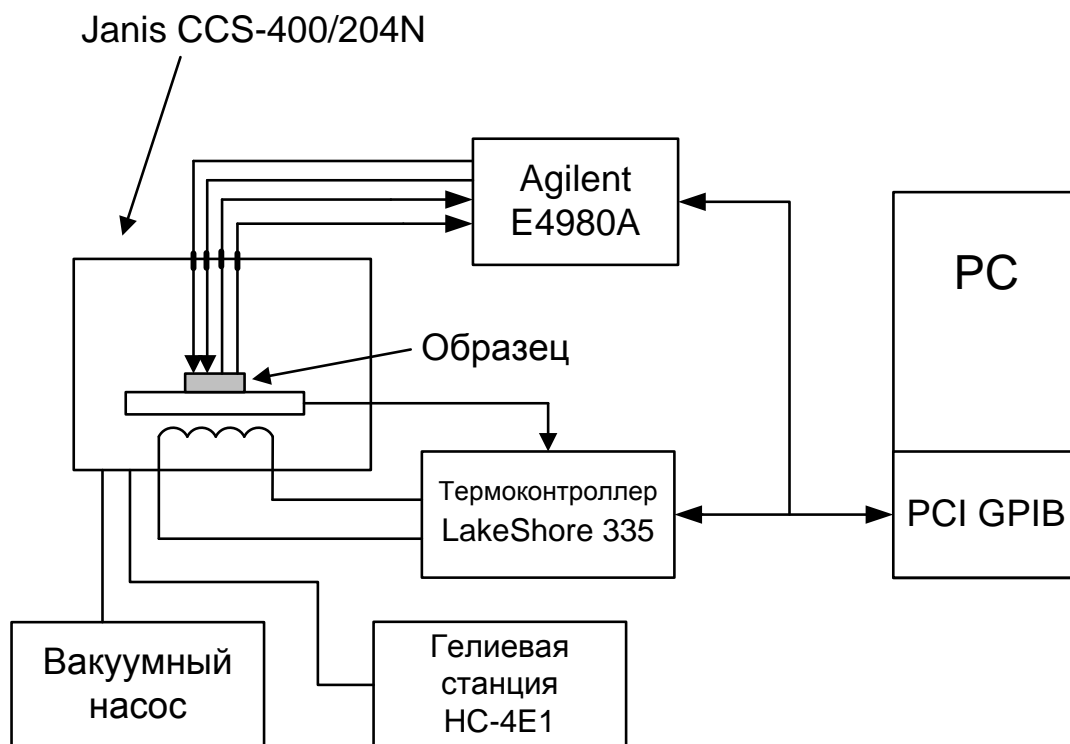 Janis CCS-400/204N
Agilent
E4980A
PC
Образец
Термоконтроллер
LakeShore 335
PCI GPIB
Вакуумный
насос
Гелиевая
станция
HC-4E1